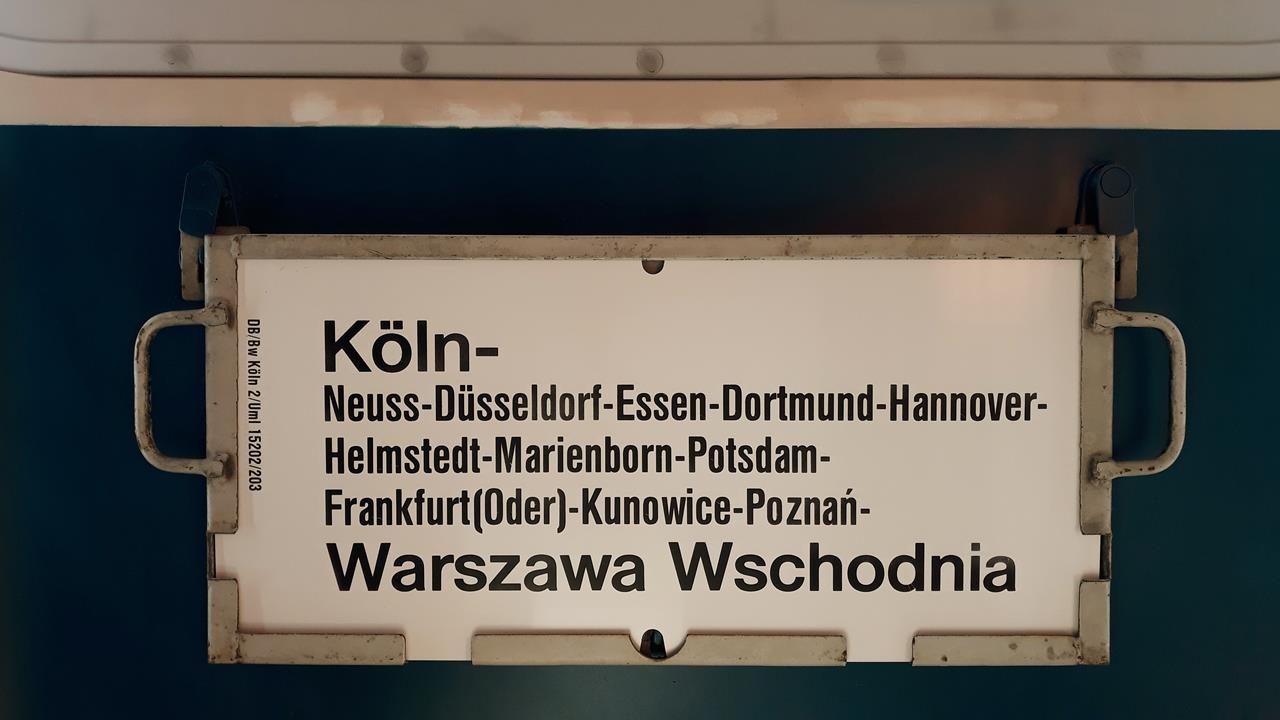 Köln-
Neuss-Düsseldorf-Essen-Dortmund-Hannover-
Helmstedt-Marienborn-Potsdam-
Frankfurt(Oder)-Kunowice-Poznań-
Warszawa Wschodnia
DB/Bw Köln 2/Uml 15202/203